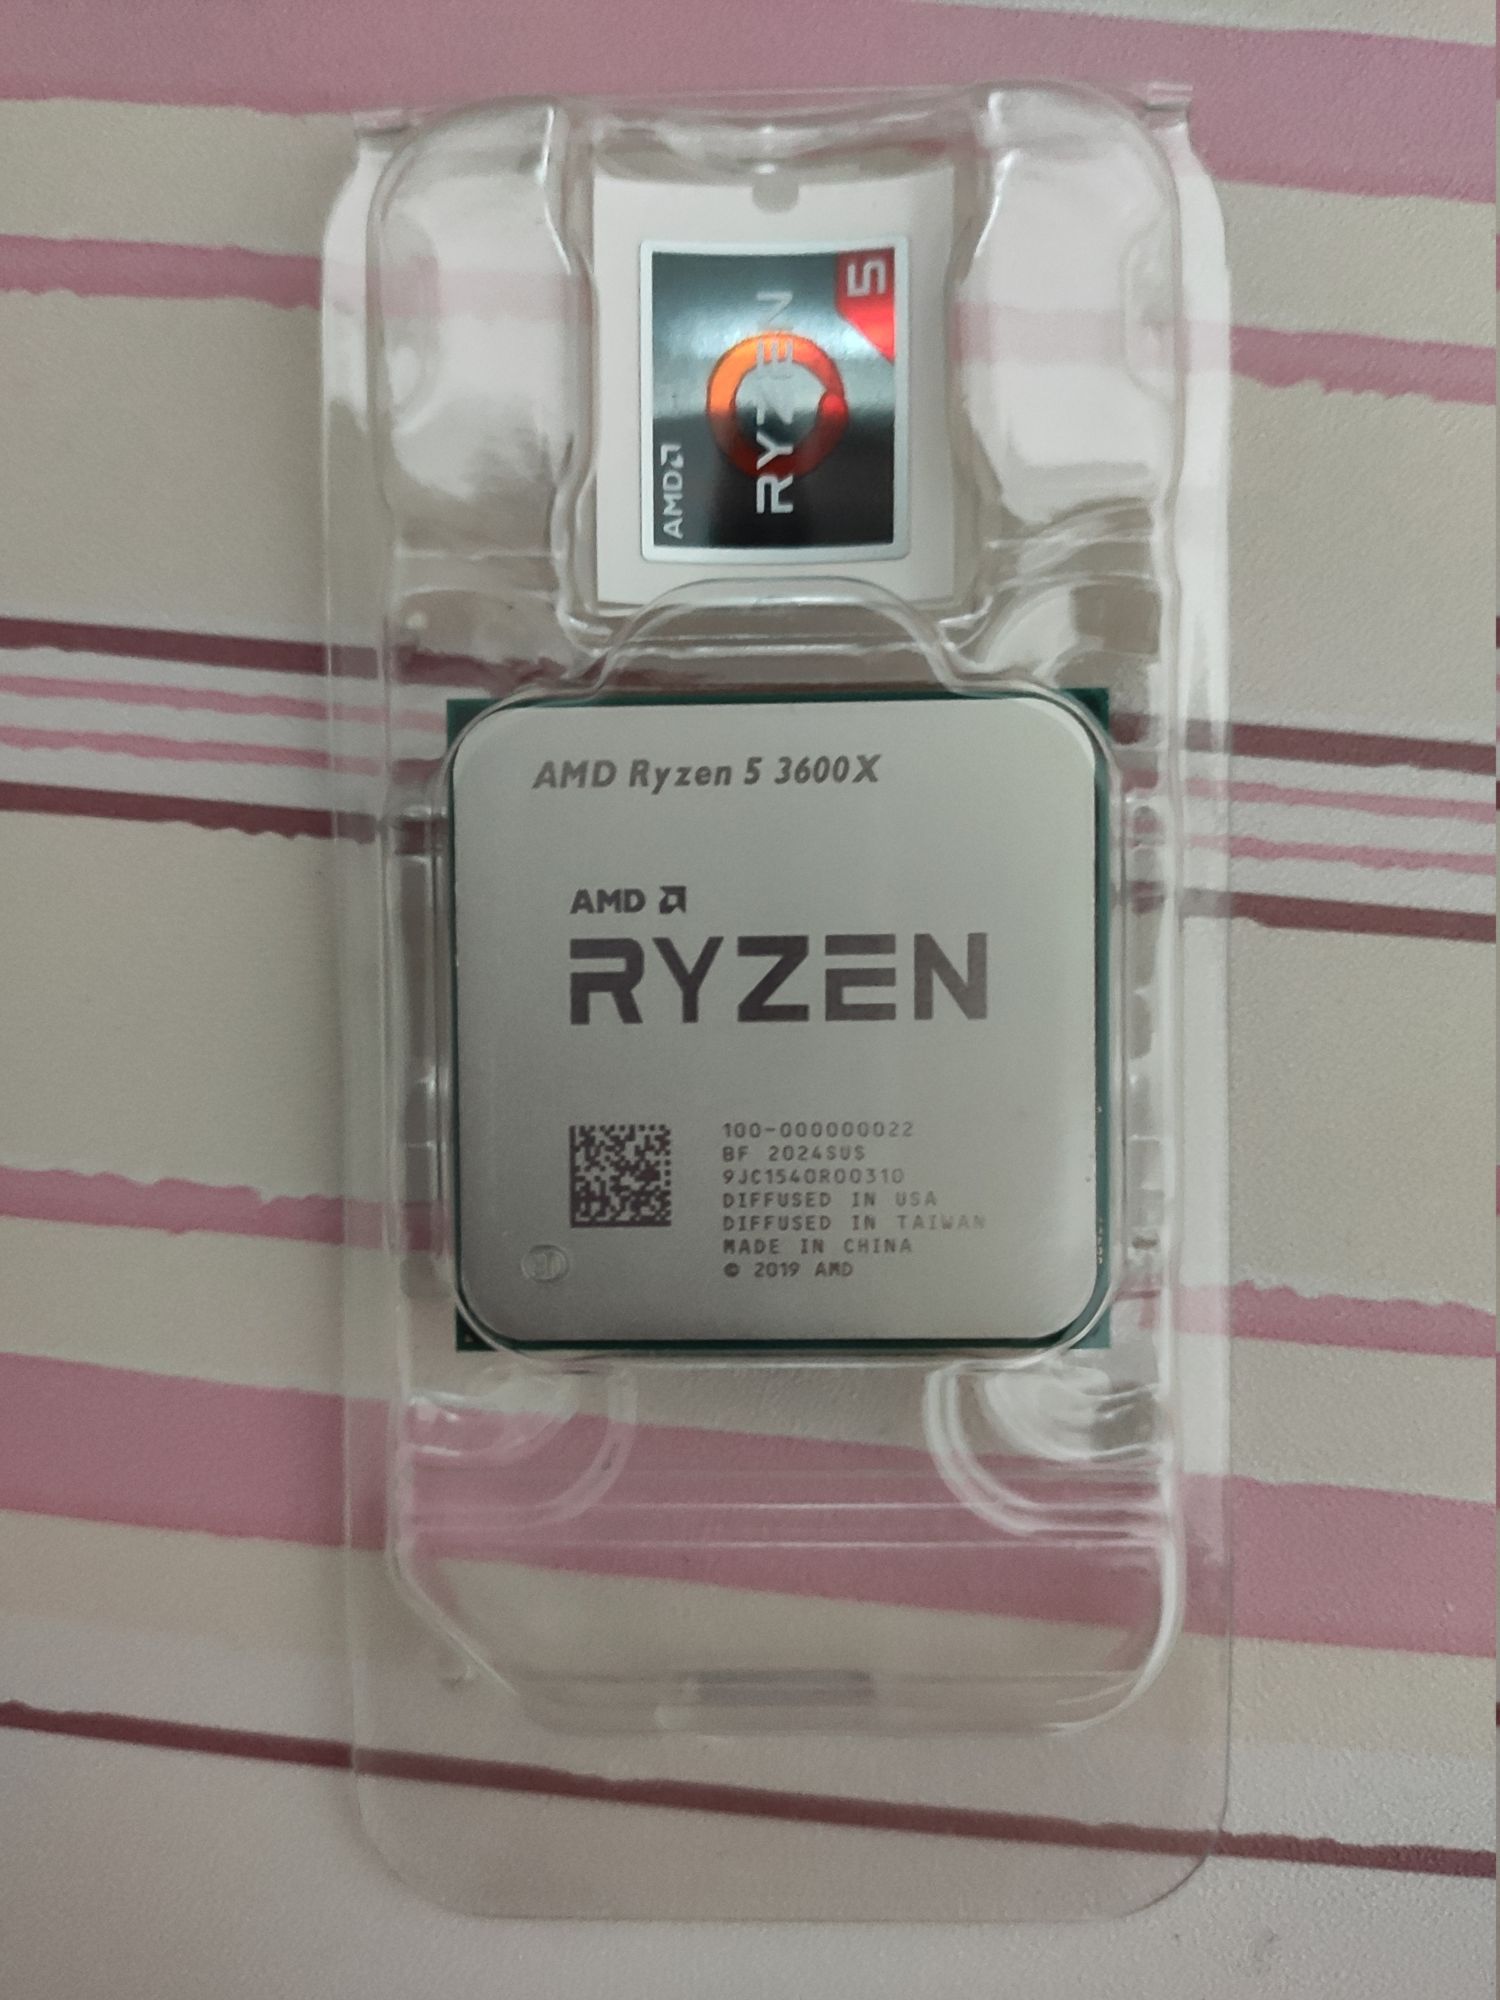 AMD
RYZEN
5
AMD Ryzen 5 3600X
AMD
RYZEN
100-000000022
BF 2024SUS
9JC1540R00310
DIFFUSED IN USA
DIFFUSED IN TAIWAN
MADE IN CHINA
© 2019 AMD